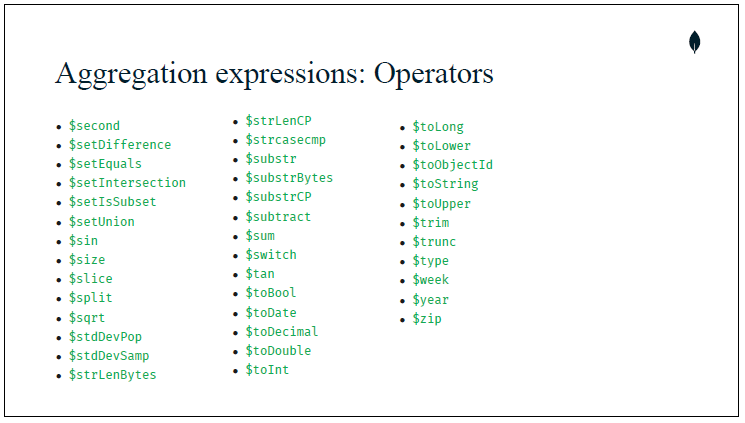 Aggregation expressions: Operators
• $second
• $setDifference
• $setEquals
• $setIntersection
• $setIsSubset
• $setUnion
• $sin
• $size
• $slice
• $split
• $sqrt
• $stdDevPop
• $stdDevSamp
• $strLenBytes
• $strLenCP
• $strcasecmp
• $substr
• $substrBytes
• $substrCP
• $subtract
• $sum
• $switch
• $tan
• $toBool
• $toDate
• $toDecimal
• $toDouble
• $toInt
• $toLong
• $toLower
• $toObjectId
• $toString
• $toUpper
• $trim
• $trunc
• $type
• $week
• $year
• $zip